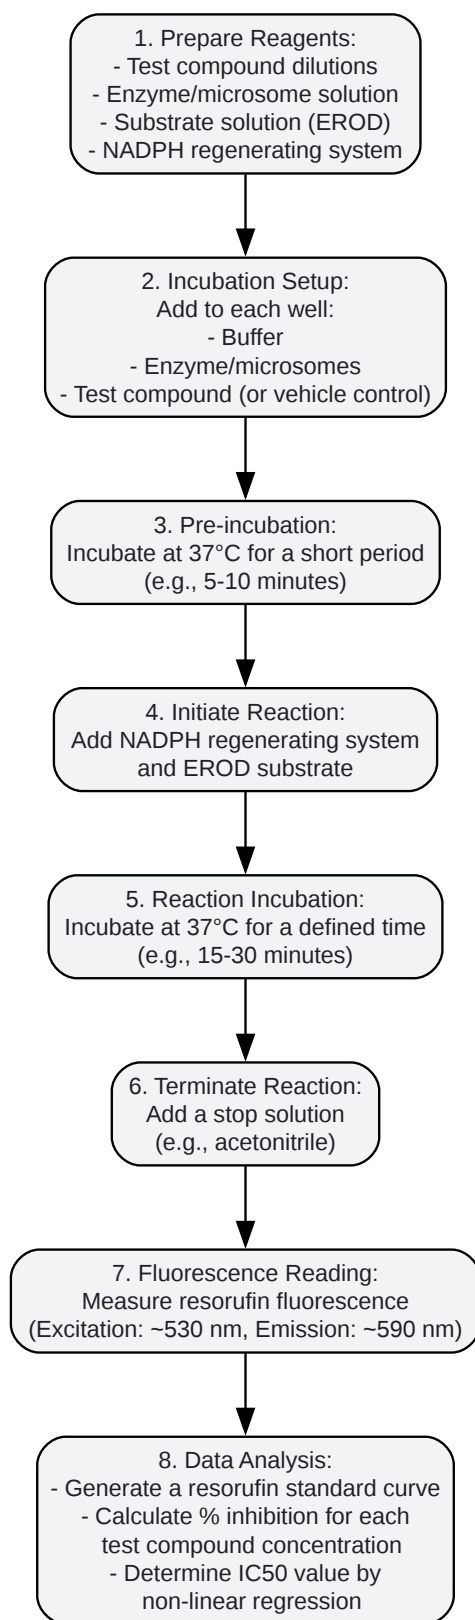 1. Prepare Reagents:
- Test compound dilutions
- Enzyme/microsome solution
- Substrate solution (EROD)
- NADPH regenerating system
2. Incubation Setup:
Add to each well:
- Buffer
- Enzyme/microsomes
- Test compound (or vehicle control)
3. Pre-incubation:
Incubate at 37°C for a short period
(e.g., 5-10 minutes)
4. Initiate Reaction:
Add NADPH regenerating system
and EROD substrate
5. Reaction Incubation:
Incubate at 37°C for a defined time
(e.g., 15-30 minutes)
6. Terminate Reaction:
Add a stop solution
(e.g., acetonitrile)
7. Fluorescence Reading:
Measure resorufin fluorescence
(Excitation: ~530 nm, Emission: ~590 nm)
8. Data Analysis:
- Generate a resorufin standard curve
- Calculate % inhibition for each
test compound concentration
- Determine IC50 value by
non-linear regression